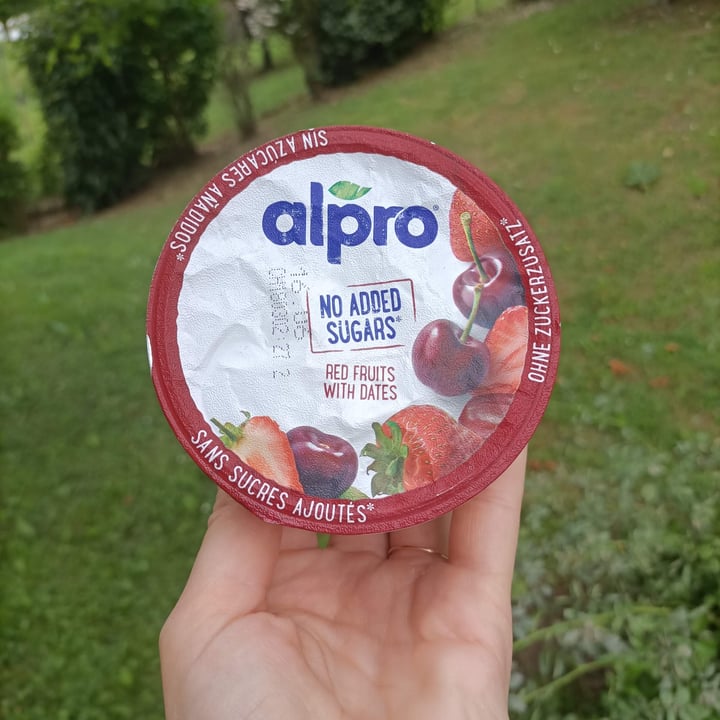 SIN AZÚCARES AÑADIDOS*
alpro®
NO ADDED
SUGARS*
RED FRUITS
WITH DATES
OHNE ZUCKERZUSATZ*
SANS SUCRES AJOUTÉS*